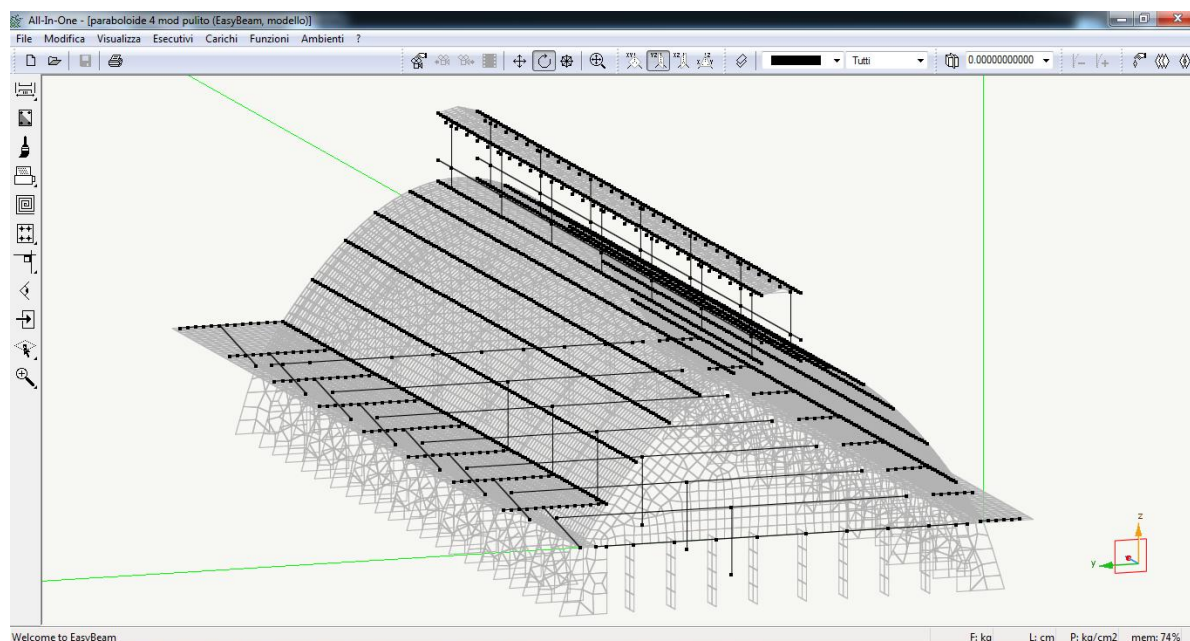 All-In-One - [paraboloide 4 mod pulito (EasyBeam, modello)]
File Modifica Visualizza Esecutivi Carichi Funzioni Ambienti ?
Tutti 0.00000000000
z
y
Welcome to EasyBeam F: kg L: cm P: kg/cm2 mem: 74%